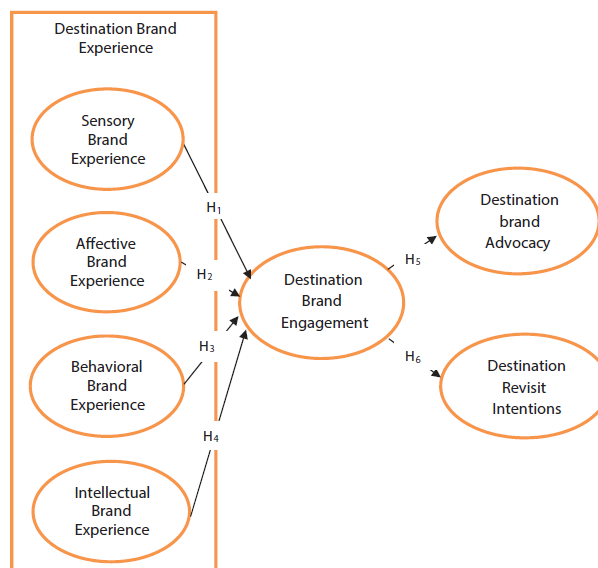 Destination Brand
Experience
Sensory
Brand
Experience
H1
Affective
Brand
Experience
H2
Behavioral
Brand
Experience
H3
Intellectual
Brand
Experience
H4
Destination
Brand
Engagement
H5
Destination
brand
Advocacy
H6
Destination
Revisit
Intentions